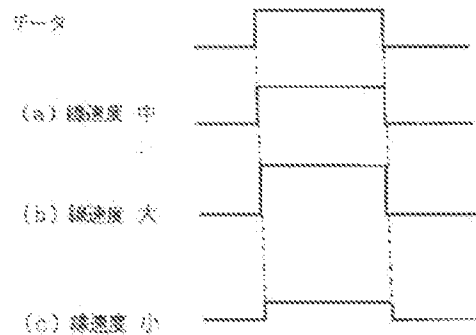 データ
(a) 線速度 中
(b) 線速度 大
(c) 線速度 小